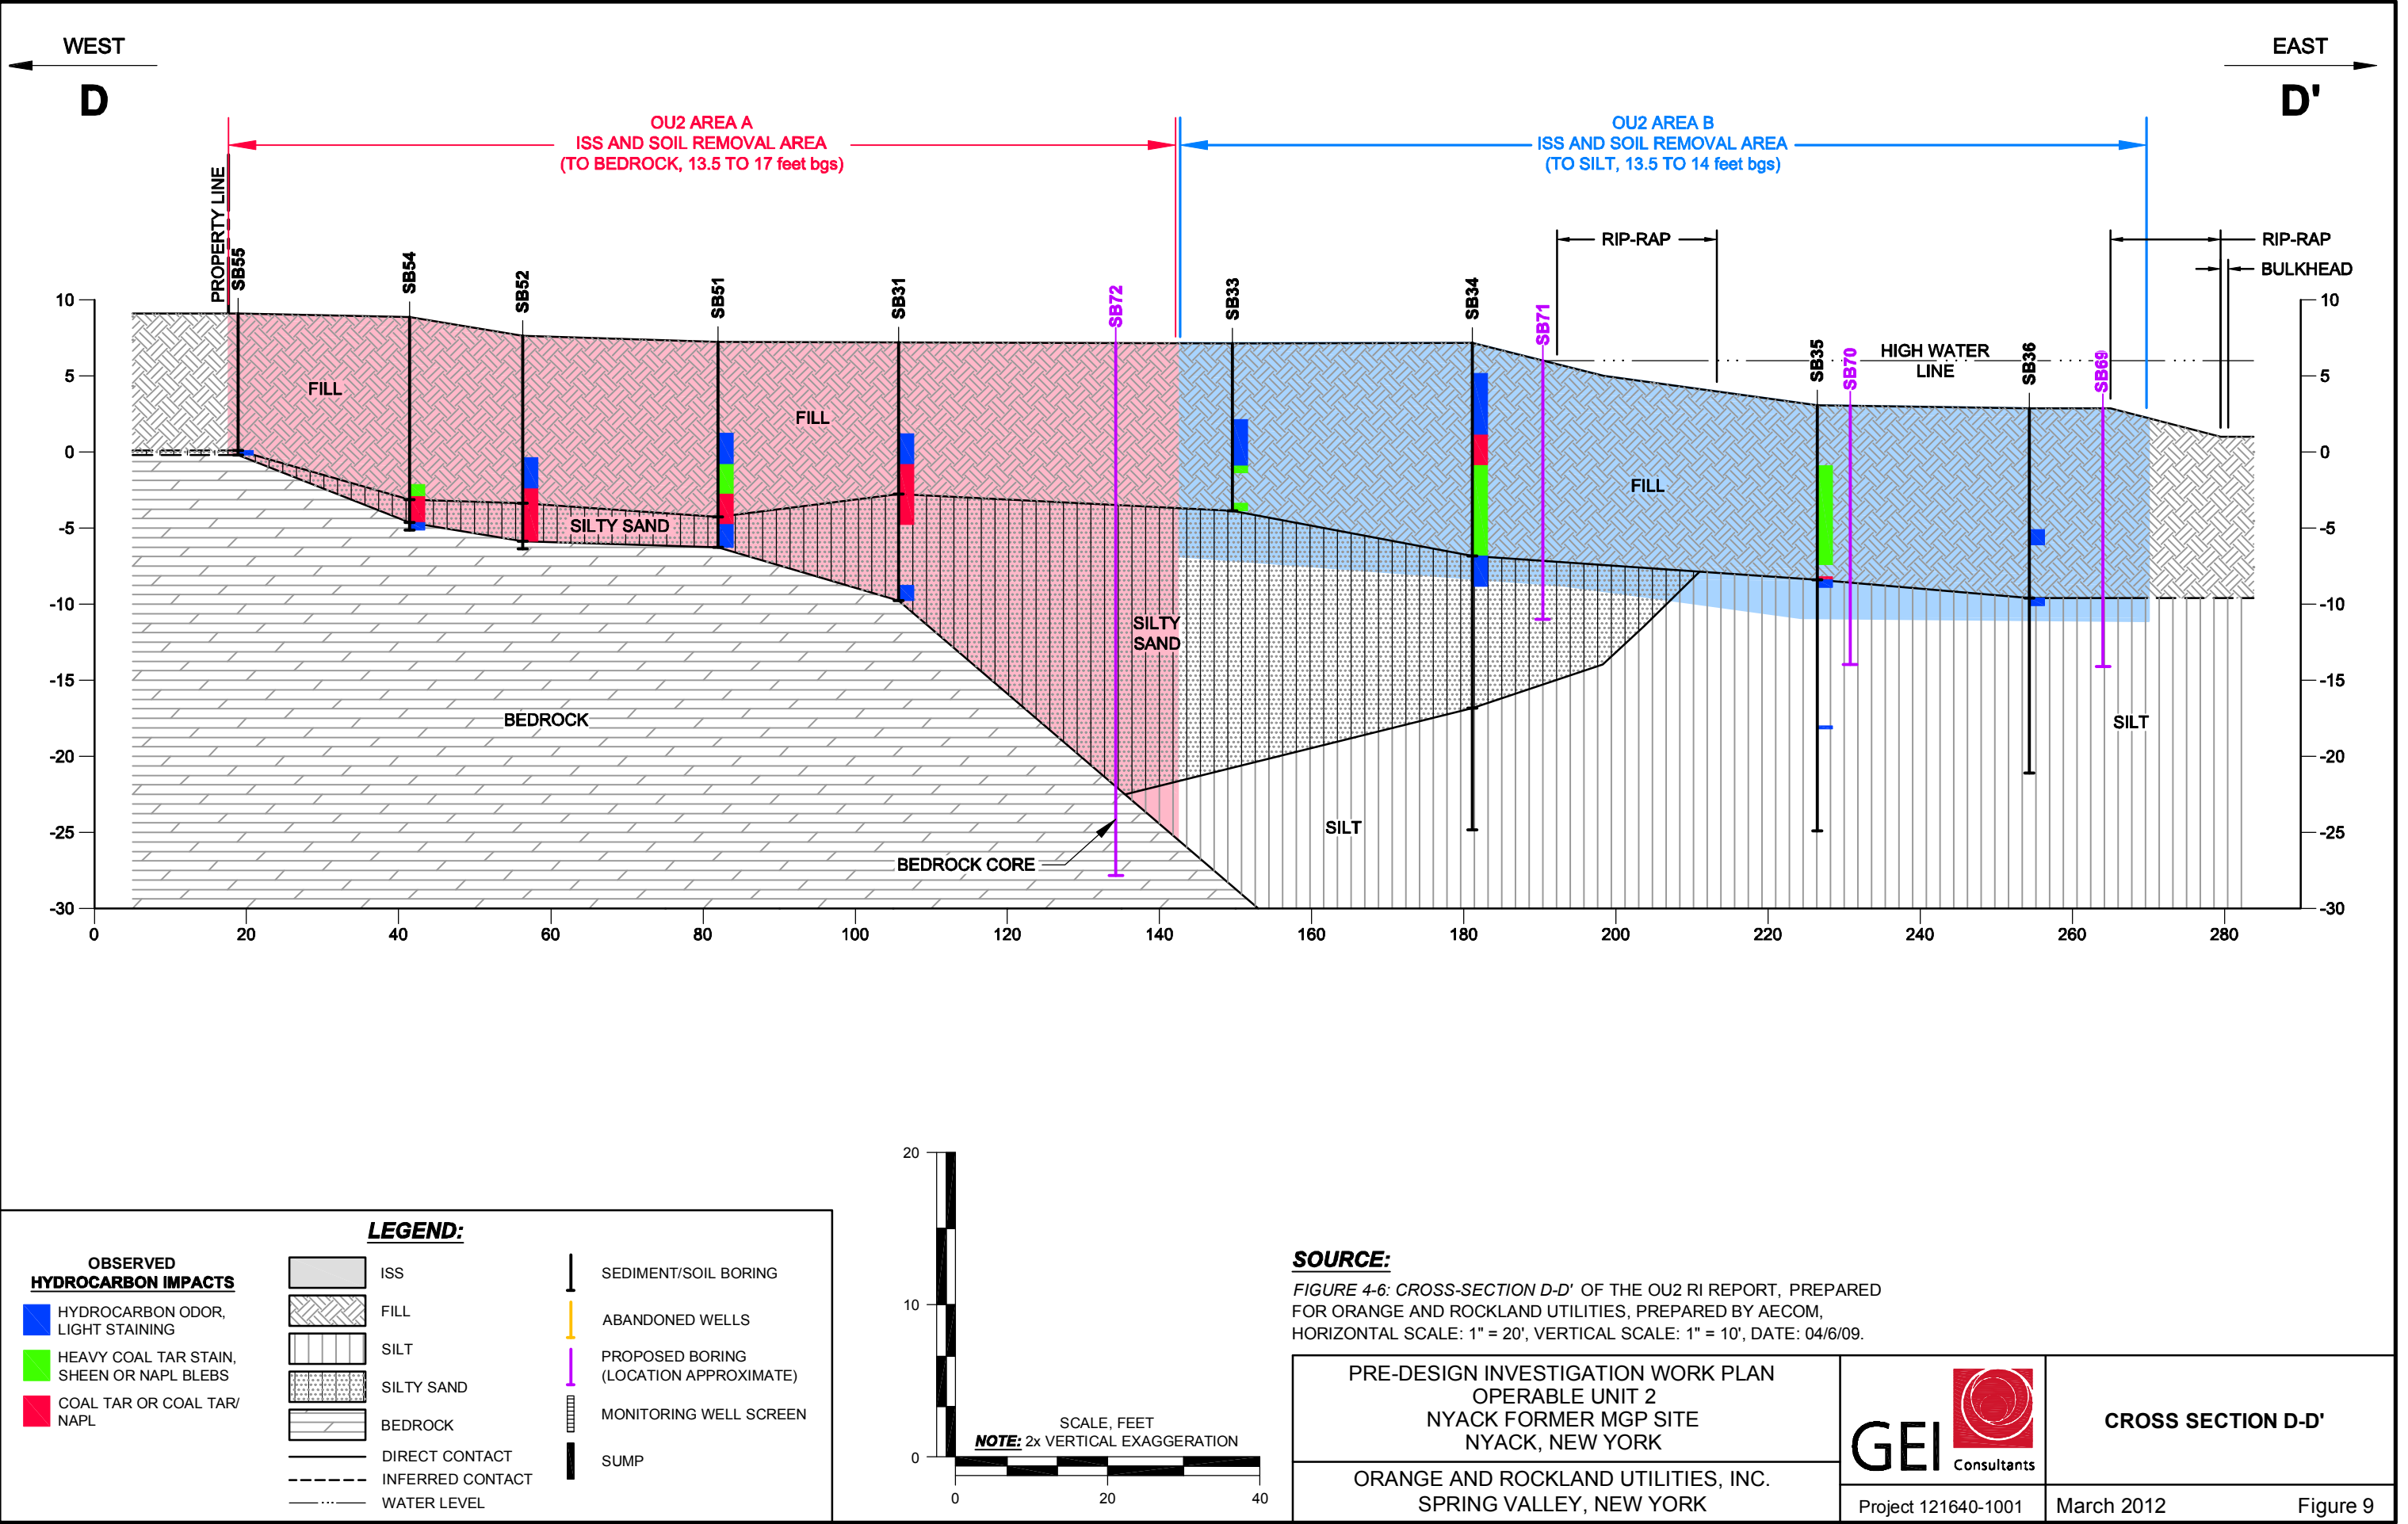 WEST
EAST
D
D'
OU2 AREA A
ISS AND SOIL REMOVAL AREA
(TO BEDROCK, 13.5 TO 17 feet bgs)
OU2 AREA B
ISS AND SOIL REMOVAL AREA
(TO SILT, 13.5 TO 14 feet bgs)
PROPERTY LINE
SB55
SB54
SB52
SB51
SB31
SB72
SB33
SB34
SB71
RIP-RAP
SB35
SB70
HIGH WATER
LINE
SB36
SB69
RIP-RAP
BULKHEAD
10
5
0
-5
-10
-15
-20
-25
-30
10
5
0
-5
-10
-15
-20
-25
-30
FILL
FILL
FILL
SILTY SAND
SILTY
SAND
BEDROCK
BEDROCK CORE
SILT
SILT
0
20
40
60
80
100
120
140
160
180
200
220
240
260
280
LEGEND:
OBSERVED
HYDROCARBON IMPACTS
HYDROCARBON ODOR,
LIGHT STAINING
HEAVY COAL TAR STAIN,
SHEEN OR NAPL BLEBS
COAL TAR OR COAL TAR/
NAPL
ISS
FILL
SILT
SILTY SAND
BEDROCK
DIRECT CONTACT
INFERRED CONTACT
WATER LEVEL
SEDIMENT/SOIL BORING
ABANDONED WELLS
PROPOSED BORING
(LOCATION APPROXIMATE)
MONITORING WELL SCREEN
SUMP
20
10
0
SCALE, FEET
NOTE: 2x VERTICAL EXAGGERATION
0
20
40
SOURCE:
FIGURE 4-6: CROSS-SECTION D-D' OF THE OU2 RI REPORT, PREPARED
FOR ORANGE AND ROCKLAND UTILITIES, PREPARED BY AECOM,
HORIZONTAL SCALE: 1" = 20', VERTICAL SCALE: 1" = 10', DATE: 04/6/09.
PRE-DESIGN INVESTIGATION WORK PLAN
OPERABLE UNIT 2
NYACK FORMER MGP SITE
NYACK, NEW YORK
ORANGE AND ROCKLAND UTILITIES, INC.
SPRING VALLEY, NEW YORK
GEI
Consultants
Project 121640-1001
CROSS SECTION D-D'
March 2012
Figure 9